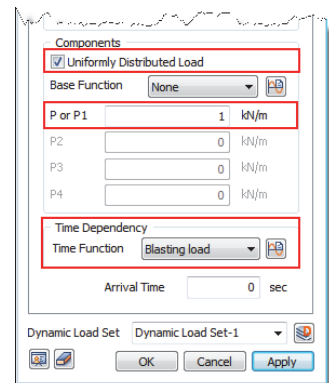 Components
Uniformly Distributed Load
Base Function None
P or P1 1 kN/m
P2 0 kN/m
P3 0 kN/m
P4 0 kN/m
Time Dependency
Time Function Blasting load
Arrival Time 0 sec
Dynamic Load Set Dynamic Load Set-1
OK Cancel Apply